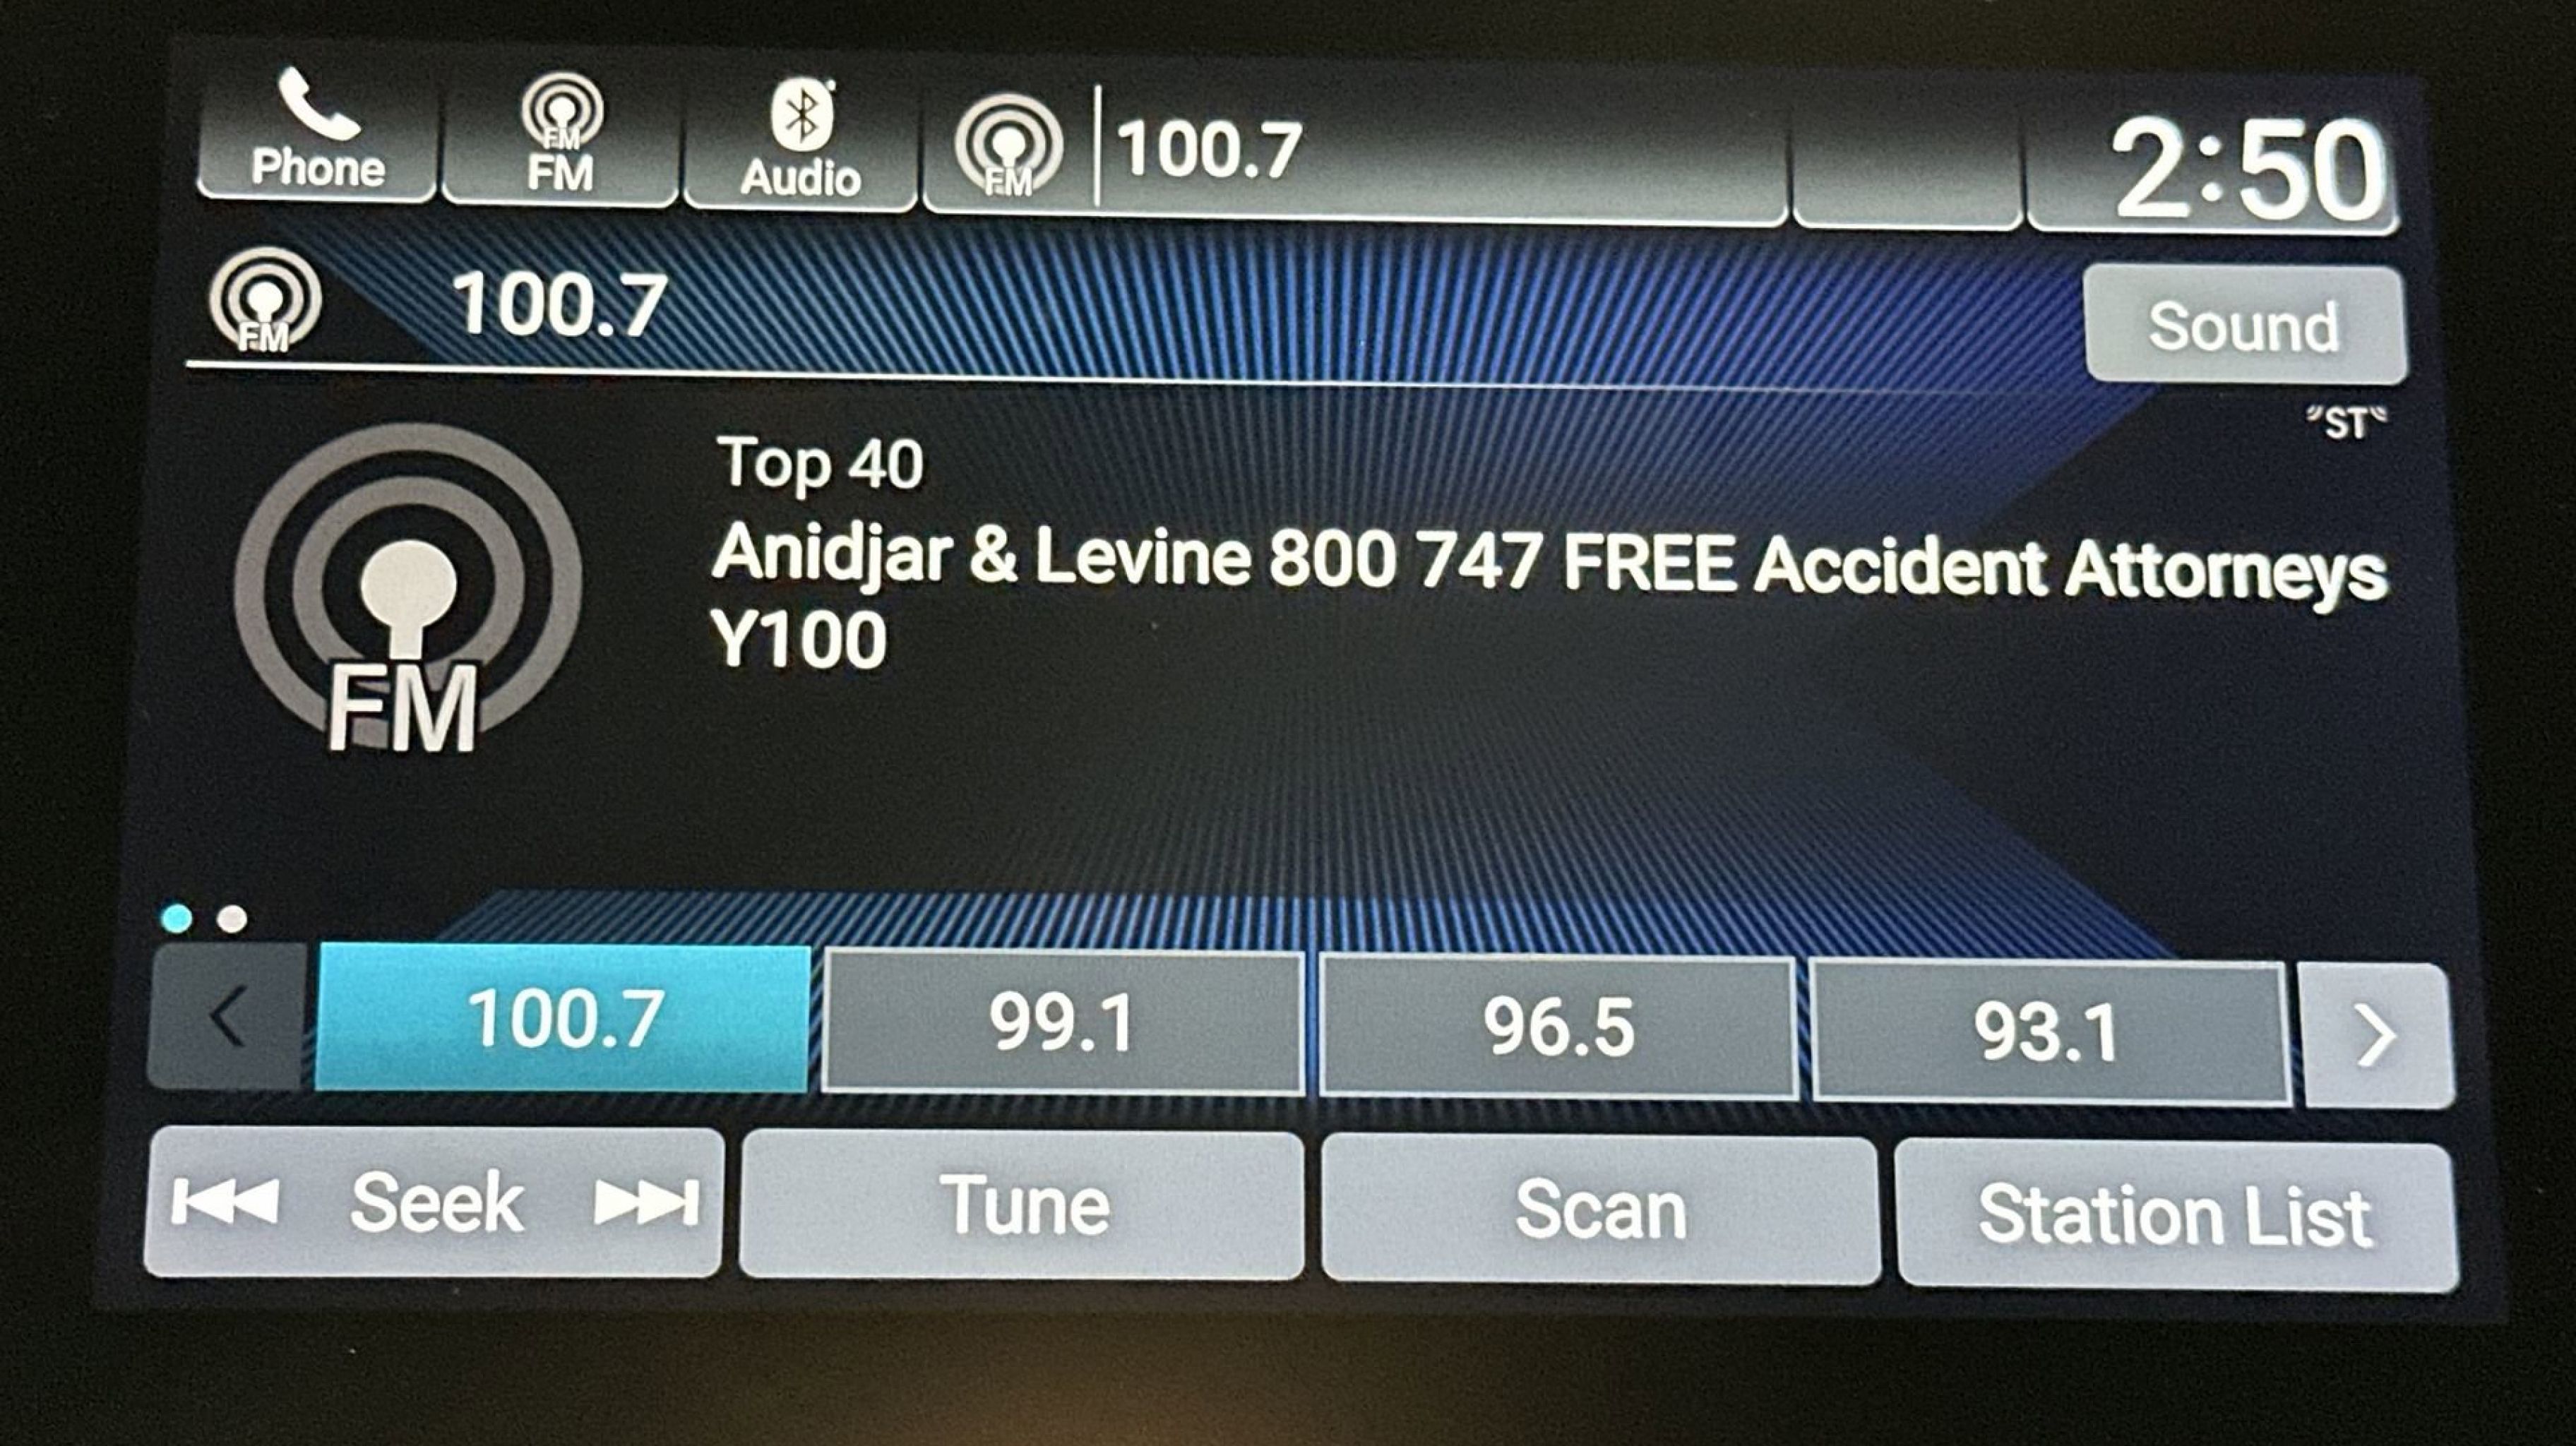 Phone
FM
FM
Audio
FM
100.7
2:50
FM
100.7
Sound
"ST"
Top 40
Anidjar & Levine 800 747 FREE Accident Attorneys
Y100
FM
100.7
99.1
96.5
93.1
Seek
Tune
Scan
Station List